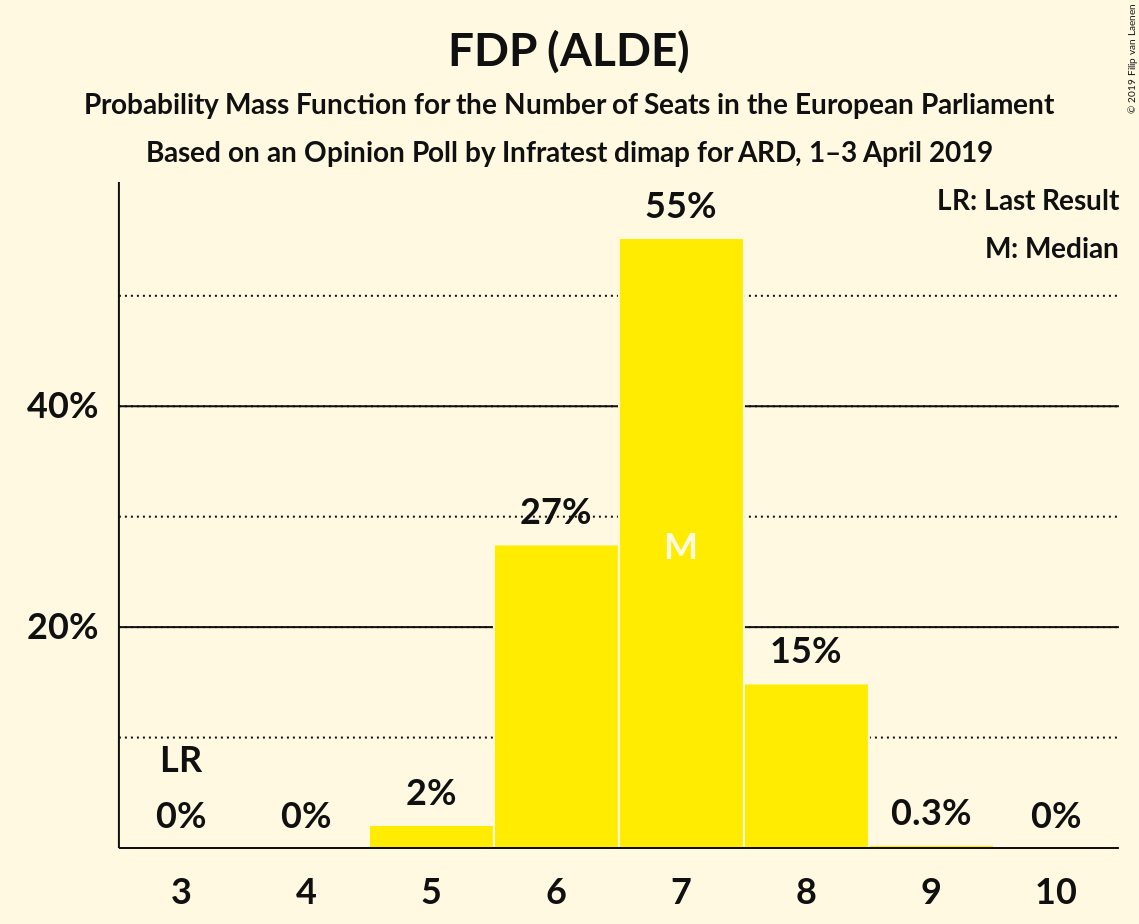 FDP (ALDE)
Probability Mass Function for the Number of Seats in the European Parliament
Based on an Opinion Poll by Infratest dimap for ARD, 1–3 April 2019
© 2019 Filip van Laenen
LR: Last Result
M: Median
55%
40%
27%
M
20%
15%
LR
0%
0%
2%
0.3%
0%
3 4 5 6 7 8 9 10